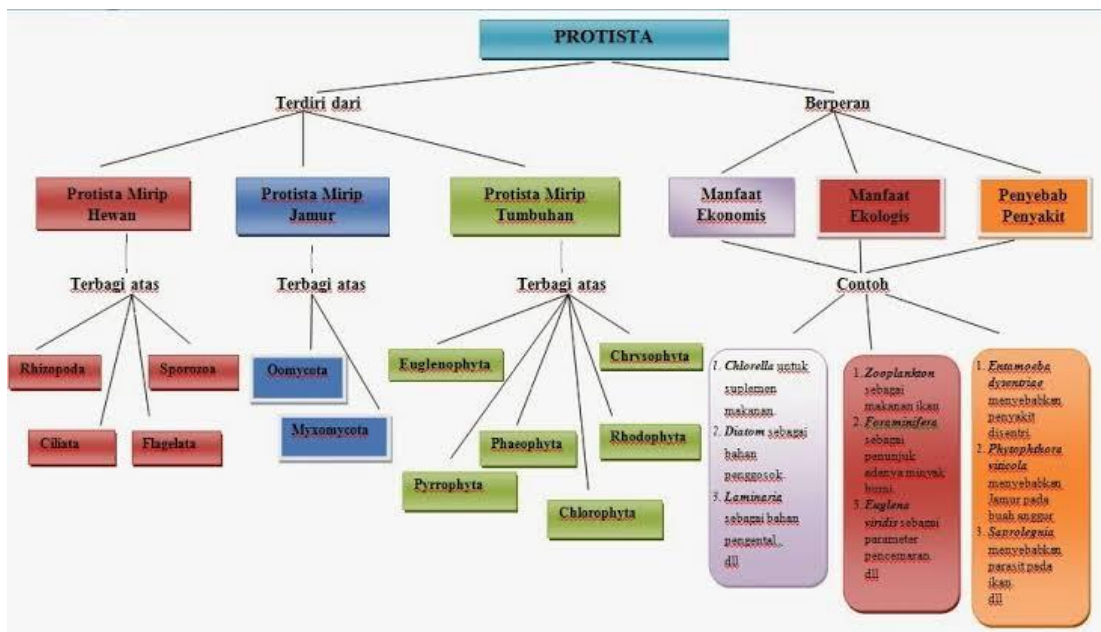 PROTISTA
Terdiri dari
Berperan
Protista Mirip
Hewan
Protista Mirip
Jamur
Protista Mirip
Tumbuhan
Manfaat
Ekonomis
Manfaat
Ekologis
Penyebab
Penyakit
Terbagi atas
Terbagi atas
Terbagi atas
Contoh
Rhizopoda
Sporozoa
Ciliata
Flagelata
Oomycota
Myxomycota
Euglenophyta
Chrysophyta
Phaeophyta
Rhodophyta
Pyrrophyta
Chlorophyta
1. Chlorella untuk
suplemen
makanan.
2. Diatom sebagai
bahan
penggosok.
3. Laminaria
sebagai bahan
pengental,.
dll
1. Zooplankton
sebagai
makanan ikan
2. Foraminifera
sebagai
penunjuk
adanya minyak
bumi.
3. Euglena
viridis sebagai
parameter
pencemaran.
dll
1. Entamoeba
dysentriae
menyebabkan
penyakit
disentri.
2. Phytophthora
viticola
menyebabkan
Jamur pada
buah anggur
3. Saprolegnia
menyebabkan
parasit pada
ikan.
dll